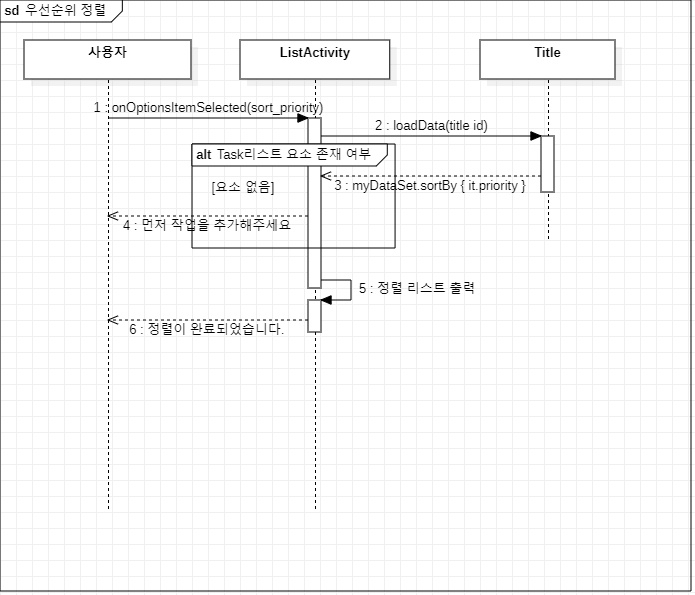 sd 우선순위 정렬
사용자
ListActivity
Title
1 : onOptionsItemSelected(sort_priority)
2 : loadData(title id)
alt Task리스트 요소 존재 여부
[요소 없음]
3 : myDataSet.sortBy { it.priority }
4 : 먼저 작업을 추가해주세요
5 : 정렬 리스트 출력
6 : 정렬이 완료되었습니다.